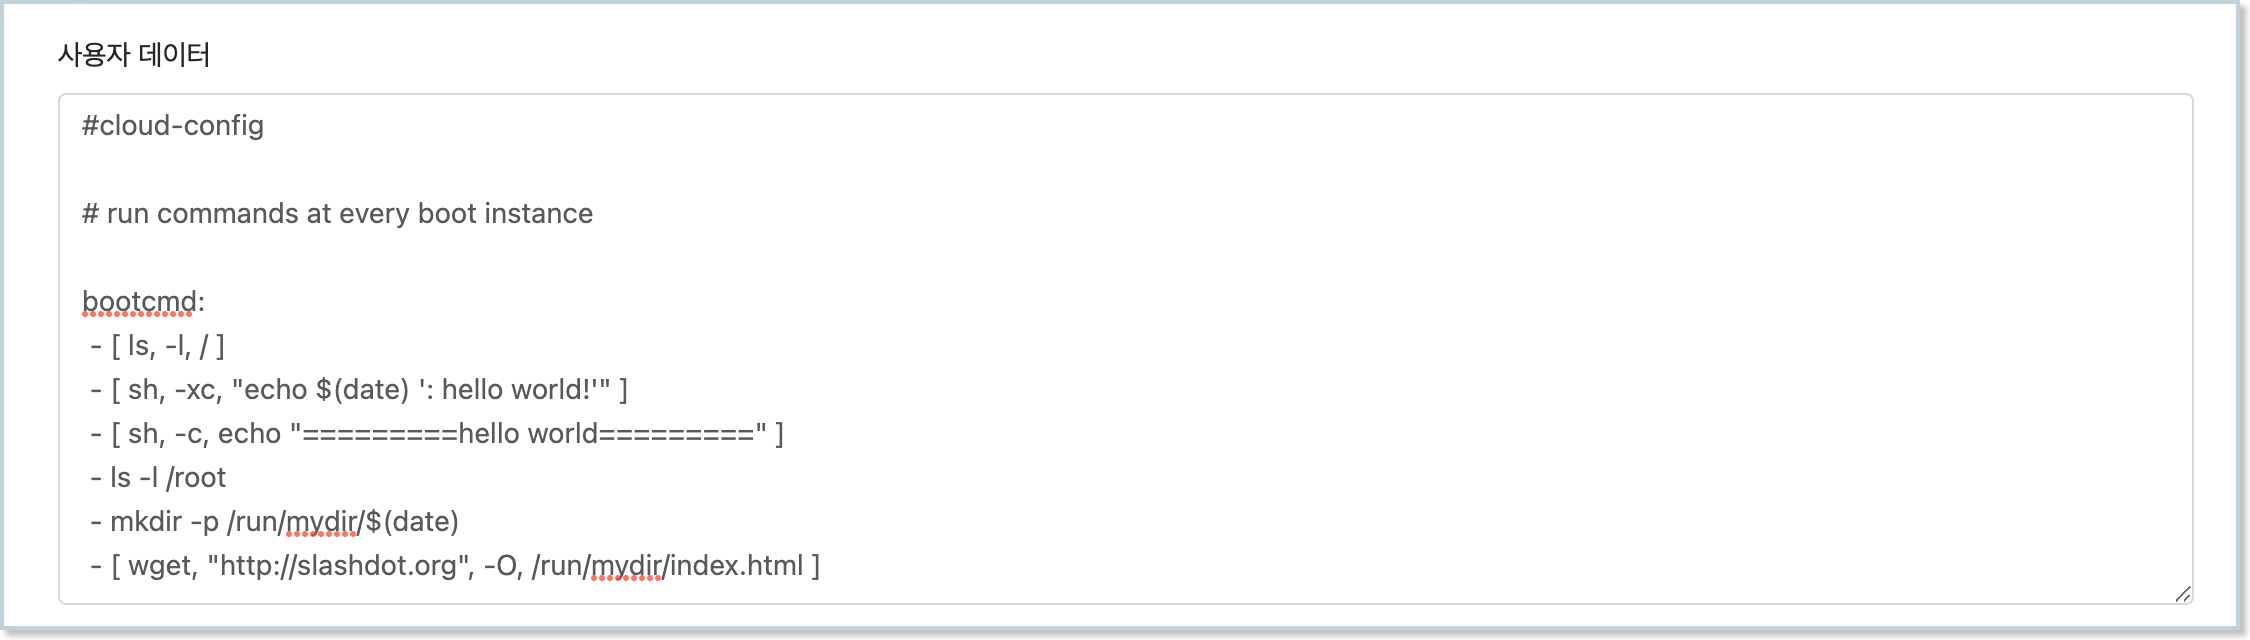 사용자 데이터
#cloud-config
# run commands at every boot instance
bootcmd:
- [ ls, -l, / ]
- [ sh, -xc, "echo $(date) ': hello world!'" ]
- [ sh, -c, echo "=========hello world=========" ]
- ls -l /root
- mkdir -p /run/mydir/$(date)
- [ wget, "http://slashdot.org", -O, /run/mydir/index.html ]